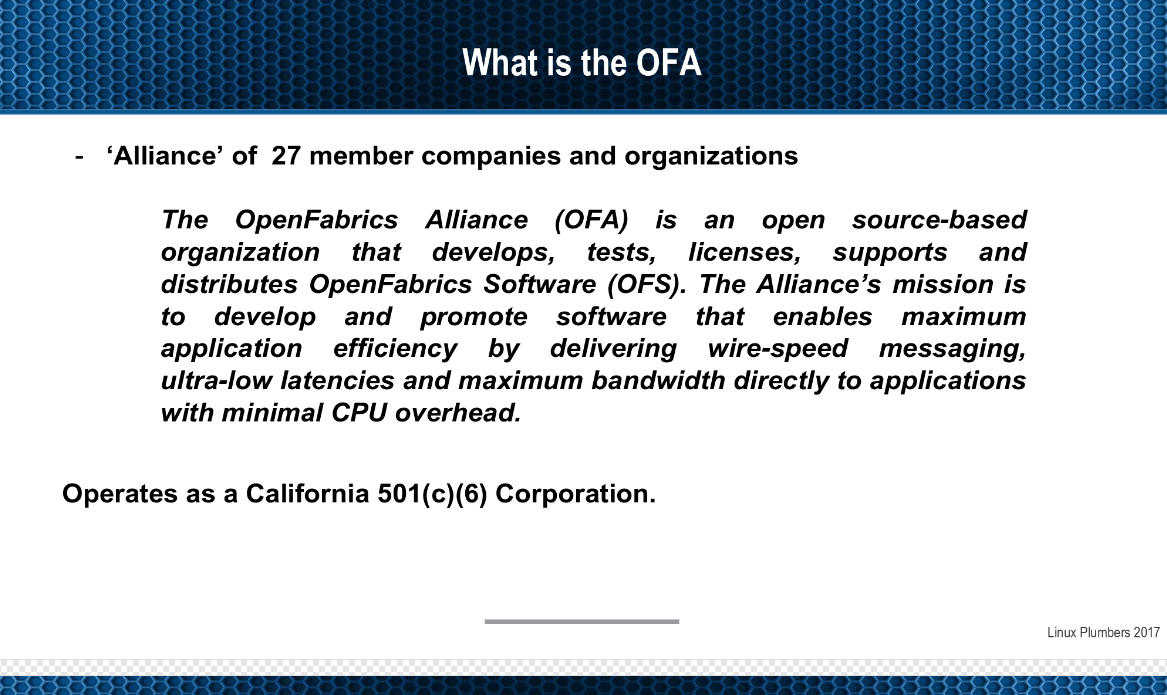 What is the OFA
- ‘Alliance’ of 27 member companies and organizations
The OpenFabrics Alliance (OFA) is an open source-based
organization that develops, tests, licenses, supports and
distributes OpenFabrics Software (OFS). The Alliance’s mission is
to develop and promote software that enables maximum
application efficiency by delivering wire-speed messaging,
ultra-low latencies and maximum bandwidth directly to applications
with minimal CPU overhead.
Operates as a California 501(c)(6) Corporation.
Linux Plumbers 2017